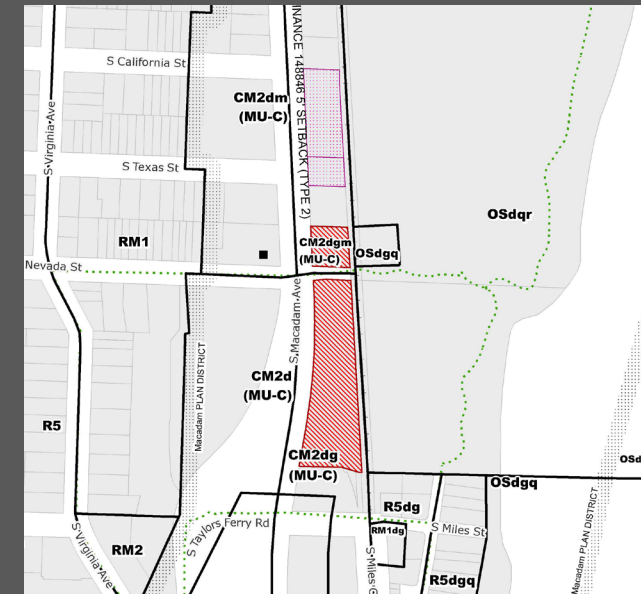 INANCE 148846 5' SETBACK (TYPE 2)
S California St
CM2dm
(MU-C)
S Virginia Ave
S Texas St
OSdqr
RM1
CM2dgm
(MU-C)
OSdgq
Nevada St
S Macadam Ave
Macadam PLAN DISTRICT
CM2d
(MU-C)
R5
CM2dg
(MU-C)
OSd
OSdgq
R5dg
S Taylors Ferry Rd
RM1dg
S Miles St
Macadam PLAN DISTRICT
RM2
S Virginia Ave
S Miles
R5dgq